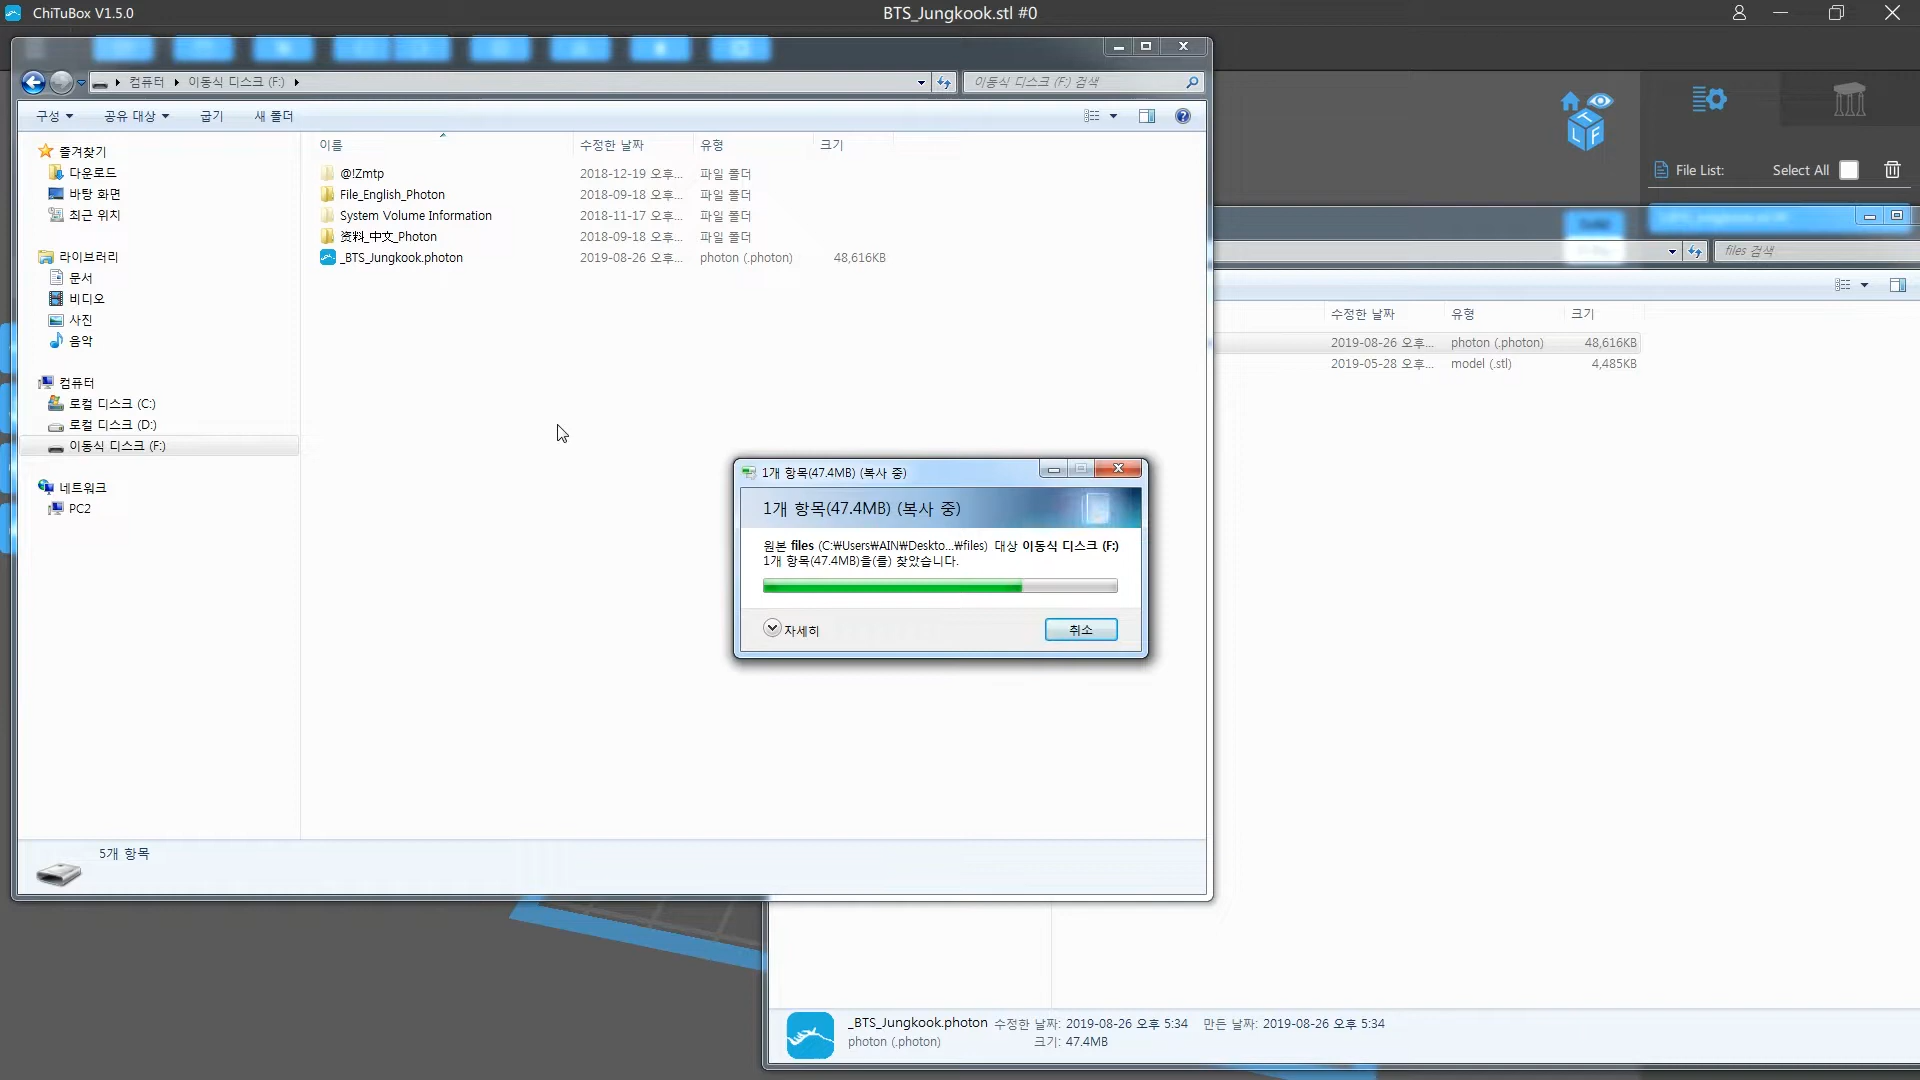 ChiTuBox V1.5.0
BTS_Jungkook.stl #0
컴퓨터 이동식 디스크 (F:)
이동식 디스크 (F:) 검색
구성 공유 대상 굽기 새 폴더
즐겨찾기
다운로드
바탕 화면
최근 위치
라이브러리
문서
비디오
사진
음악
컴퓨터
로컬 디스크 (C:)
로컬 디스크 (D:)
이동식 디스크 (F:)
네트워크
PC2
이름 수정한 날짜 유형 크기
@!Zmtp 2018-12-19 오후... 파일 폴더
File_English_Photon 2018-09-18 오후... 파일 폴더
System Volume Information 2018-11-17 오후... 파일 폴더
资料_中文_Photon 2018-09-18 오후... 파일 폴더
_BTS_Jungkook.photon 2019-08-26 오후... photon (.photon) 48,616KB
5개 항목
1개 항목(47.4MB) (복사 중)
1개 항목(47.4MB) (복사 중)
원본 files (C:₩Users₩AIN₩Deskto...₩files) 대상 이동식 디스크 (F:)
1개 항목(47.4MB)을(를) 찾았습니다.
자세히
취소
T
L F
File List: Select All
files 검색
수정한 날짜 유형 크기
2019-08-26 오후... photon (.photon) 48,616KB
2019-05-28 오후... model (.stl) 4,485KB
_BTS_Jungkook.photon 수정한 날짜: 2019-08-26 오후 5:34 만든 날짜: 2019-08-26 오후 5:34
photon (.photon) 크기: 47.4MB